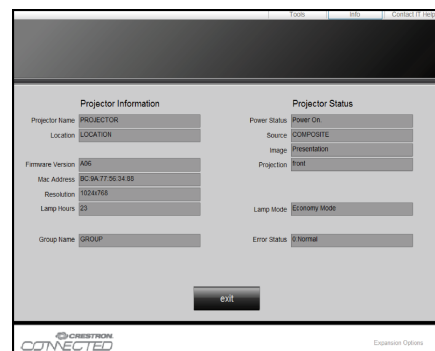 Tools Info Contact IT Help
Projector Information
Projector Name PROJECTOR
Location LOCATION
Firmware Version A06
Mac Address BC:9A:77:56:34:88
Resolution 1024x768
Lamp Hours 23
Group Name GROUP
Projector Status
Power Status Power On.
Source COMPOSITE
Image Presentation
Projection front
Lamp Mode Economy Mode
Error Status 0:Normal
exit
CRESTRON
CONNECTED
Expansion Options